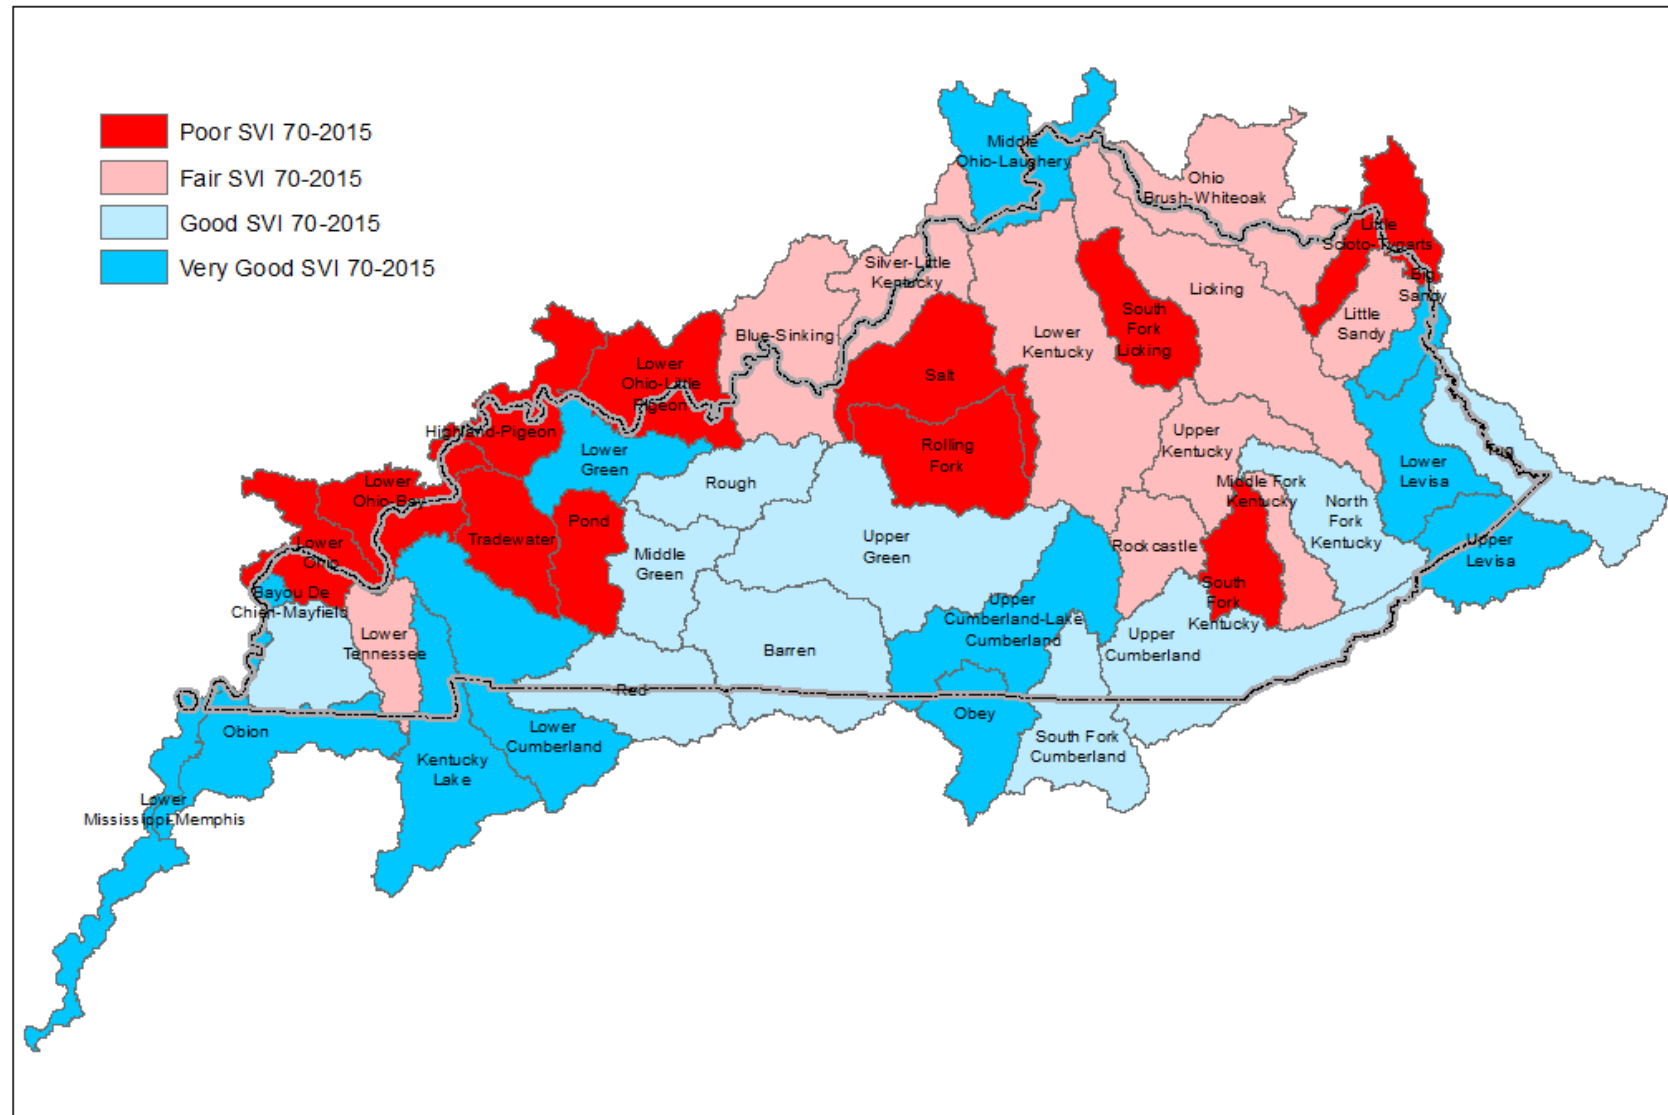 Poor SVI 70-2015
Fair SVI 70-2015
Good SVI 70-2015
Very Good SVI 70-2015
Middle
Ohio-Laughery
Ohio
Brush-Whiteoak
Little
Scioto-Tygarts
Big
Sandy
Silver-Little
Kentucky
Licking
Little
Sandy
Blue-Sinking
Lower
Kentucky
South
Fork
Licking
Lower
Ohio-Little
Pigeon
Salt
Highland-Pigeon
Lower
Green
Rolling
Fork
Upper
Kentucky
Tug
Lower
Levisa
Lower
Ohio-Bay
Rough
Middle Fork
Kentucky
North
Fork
Kentucky
Pond
Tradewater
Lower
Ohio
Middle
Green
Upper
Green
Rockcastle
Upper
Levisa
Bayou De
Chien-Mayfield
South
Fork
Kentucky
Upper
Cumberland-Lake
Cumberland
Lower
Tennessee
Upper
Cumberland
Barren
Red
Obion
Lower
Cumberland
Obey
South Fork
Cumberland
Kentucky
Lake
Lower
Mississippi-Memphis